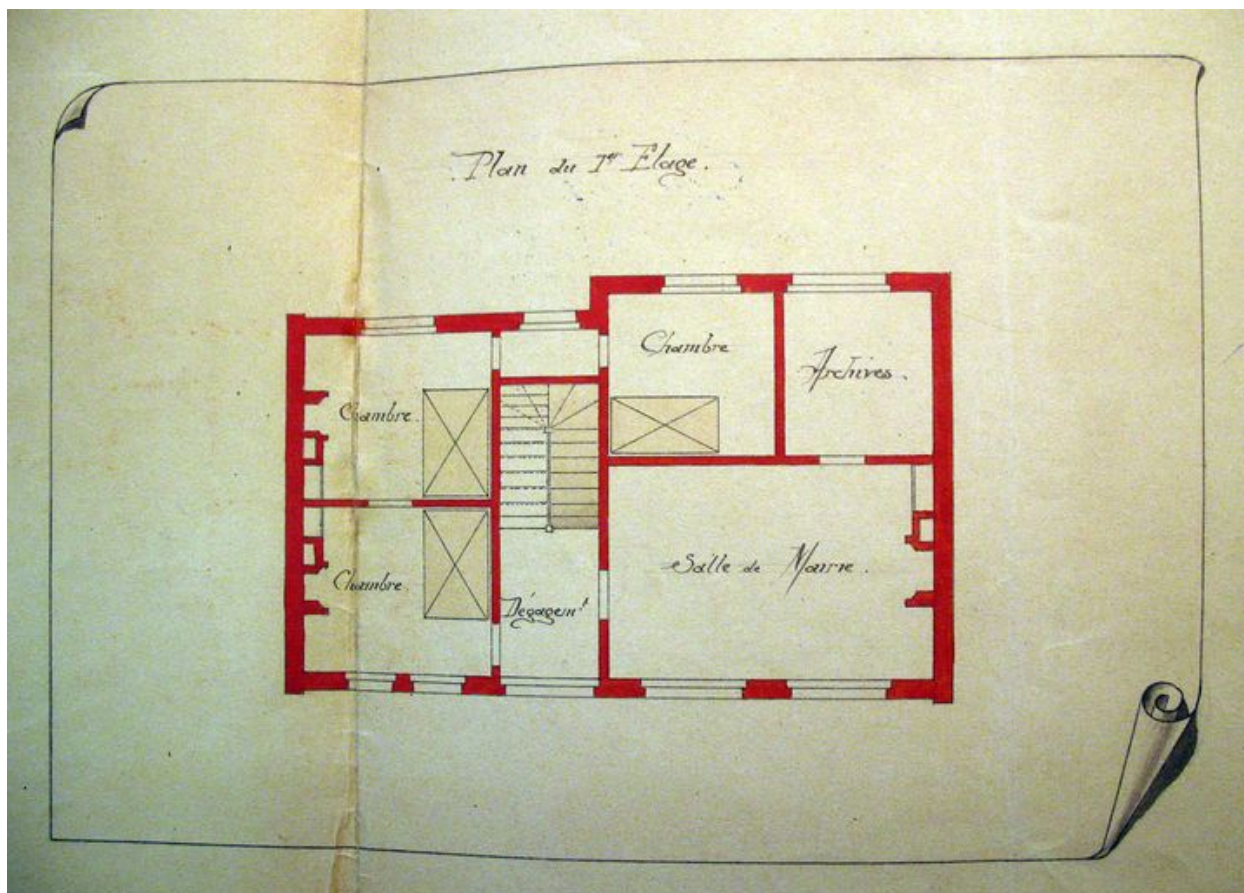 Plan du 1er Etage.
Chambre
Archives.
Chambre.
Salle de Mairie.
Chambre.
Dégagemt